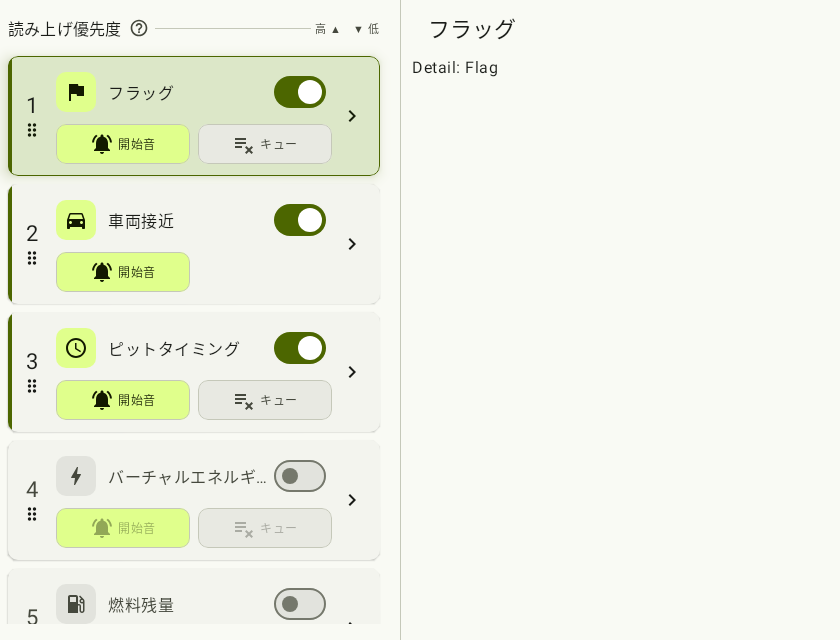 読み上げ優先度 高 ▲ ▼ 低
1
フラッグ
開始音 キュー
2
車両接近
開始音
3
ピットタイミング
開始音 キュー
4
バーチャルエネルギ…
開始音 キュー
5
燃料残量
フラッグ
Detail: Flag